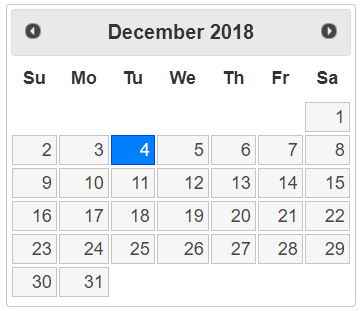 December 2018
Su Mo Tu We Th Fr Sa
1
2 3 4 5 6 7 8
9 10 11 12 13 14 15
16 17 18 19 20 21 22
23 24 25 26 27 28 29
30 31